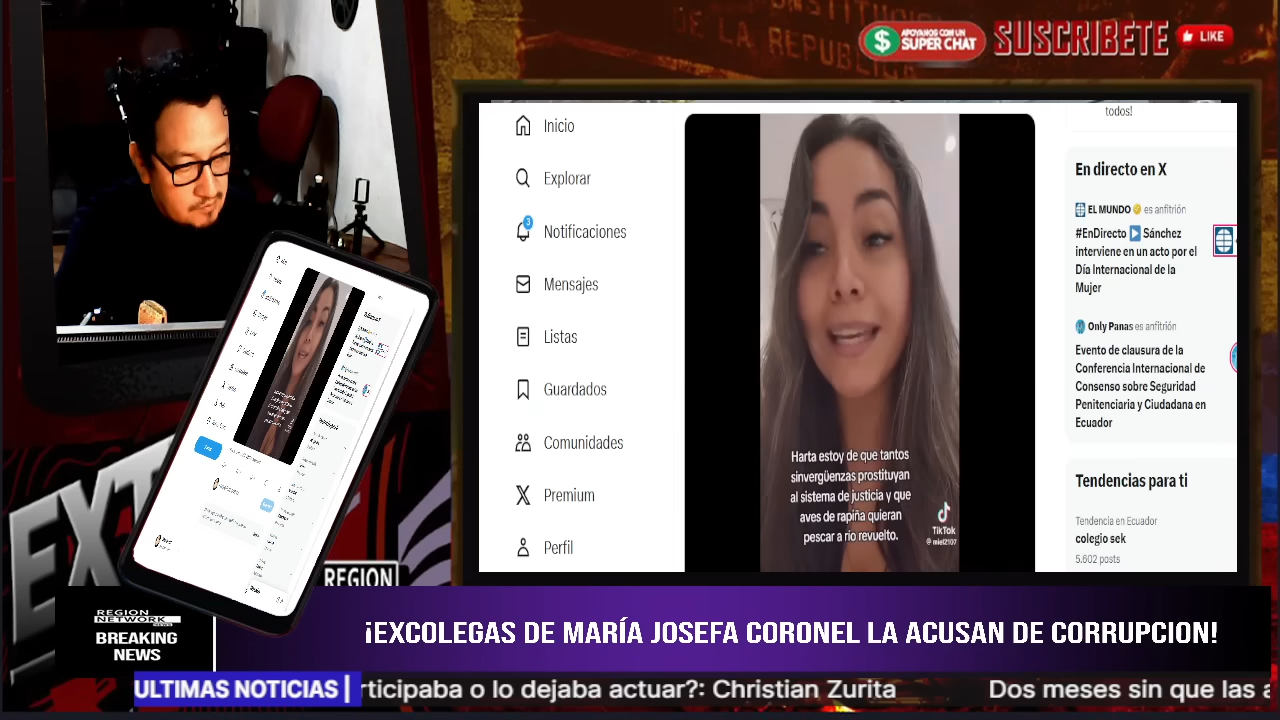 CONSTITUCIÓN
DE LA REPUBLICA
APOYANOS CON UN
SUPER CHAT
SUSCRIBETE
LIKE
Inicio
Explorar
3
Notificaciones
Mensajes
Listas
Guardados
Comunidades
Premium
Perfil
Harta estoy de que tantos
sinvergüenzas prostituyan
al sistema de justicia y que
aves de rapiña quieran
pescar a río revuelto.
TikTok
@miel2107
todos!
En directo en X
EL MUNDO es anfitrión
#EnDirecto ▶ Sánchez
interviene en un acto por el
Día Internacional de la
Mujer
Only Panas es anfitrión
Evento de clausura de la
Conferencia Internacional de
Consenso sobre Seguridad
Penitenciaria y Ciudadana en
Ecuador
Tendencias para ti
Tendencia en Ecuador
colegio sek
5.602 posts
EXT
REGION
REGION
NETWORK
NEWS
BREAKING
NEWS
¡EXCOLEGAS DE MARÍA JOSEFA CORONEL LA ACUSAN DE CORRUPCION!
ULTIMAS NOTICIAS | rticipaba o lo dejaba actuar?: Christian Zurita Dos meses sin que las a